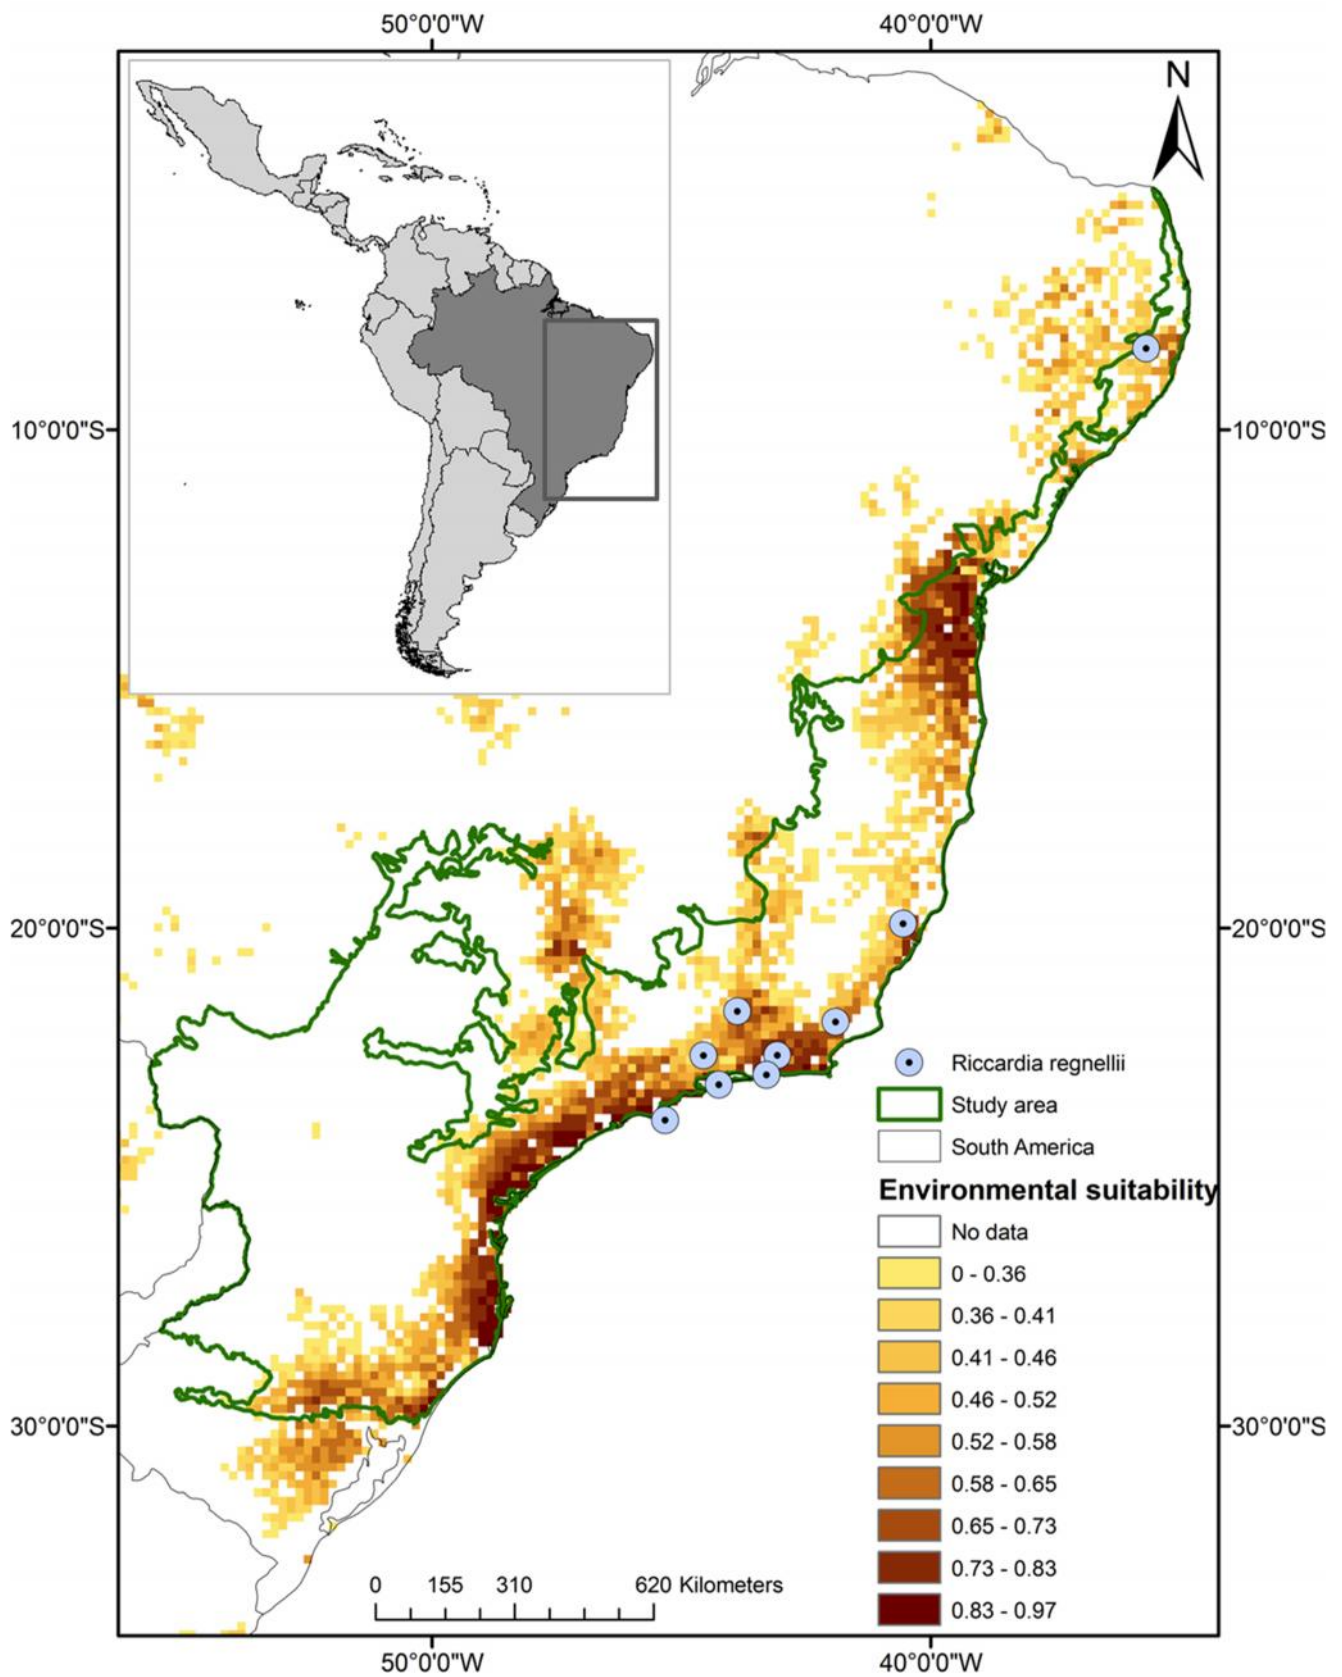 50°0'0"W 40°0'0"W
N
10°0'0"S 10°0'0"S
20°0'0"S 20°0'0"S
Riccardia regnellii
Study area
South America
Environmental suitability
No data
0 - 0.36
0.36 - 0.41
0.41 - 0.46
0.46 - 0.52
30°0'0"S 30°0'0"S
0.52 - 0.58
0.58 - 0.65
0.65 - 0.73
0.73 - 0.83
0.83 - 0.97
0 155 310 620 Kilometers
50°0'0"W 40°0'0"W